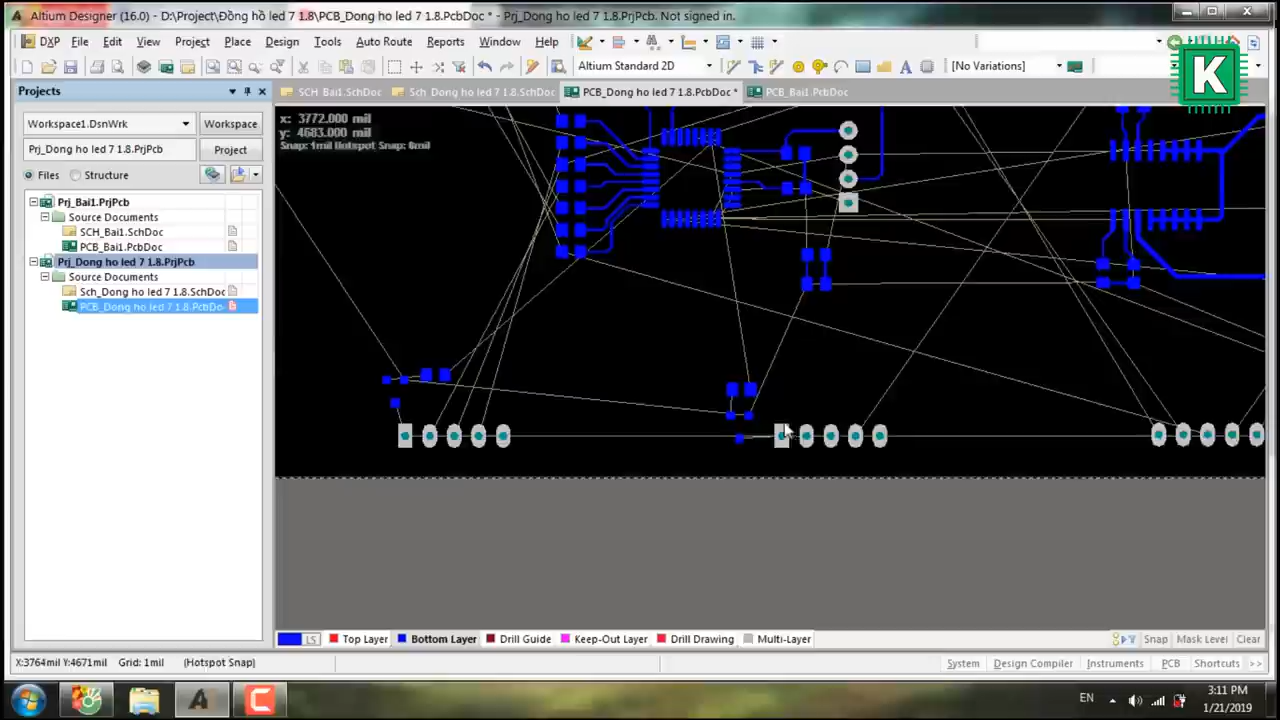 Altium Designer (16.0) - D:\Project\Đồng hồ led 7 1.8\PCB_Dong ho led 7 1.8.PcbDoc * - Prj_Dong ho led 7 1.8.PrjPcb. Not signed in.
DXP File Edit View Project Place Design Tools Auto Route Reports Window Help
Altium Standard 2D [No Variations]
K
Projects
SCH_Bai1.SchDoc Sch_Dong ho led 7 1.8.SchDoc PCB_Dong ho led 7 1.8.PcbDoc * PCB_Bai1.PcbDoc
Workspace1.DsnWrk Workspace
Prj_Dong ho led 7 1.8.PrjPcb Project
Files Structure
x: 3772.000 mil
y: 4683.000 mil
Snap: 1mil Hotspot Snap: 8mil
Prj_Bai1.PrjPcb
Source Documents
SCH_Bai1.SchDoc
PCB_Bai1.PcbDoc
Prj_Dong ho led 7 1.8.PrjPcb
Source Documents
Sch_Dong ho led 7 1.8.SchDoc
PCB_Dong ho led 7 1.8.PcbDo
LS Top Layer Bottom Layer Drill Guide Keep-Out Layer Drill Drawing Multi-Layer Snap Mask Level Clear
X:3764mil Y:4671mil Grid: 1mil (Hotspot Snap) System Design Compiler Instruments PCB Shortcuts >>
EN 3:11 PM
1/21/2019